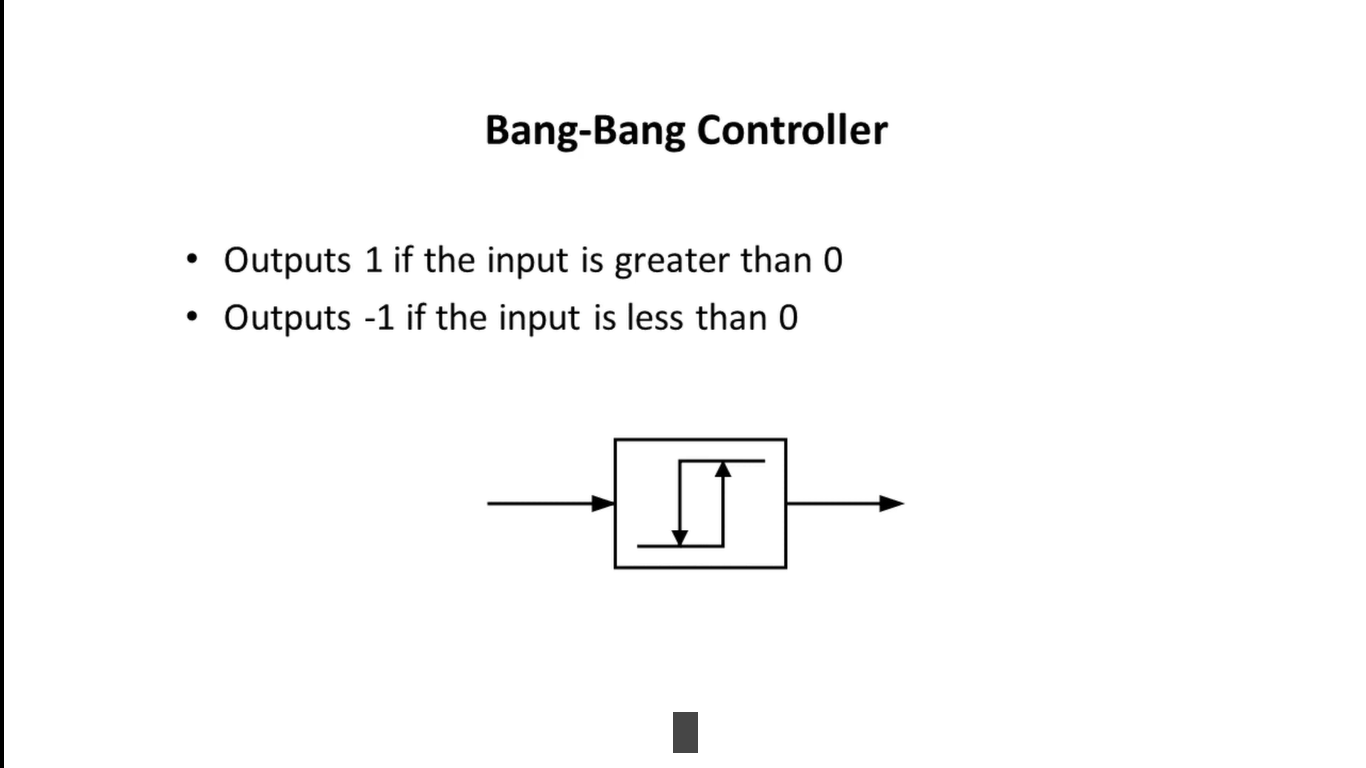 Bang-Bang Controller
• Outputs 1 if the input is greater than 0
• Outputs -1 if the input is less than 0